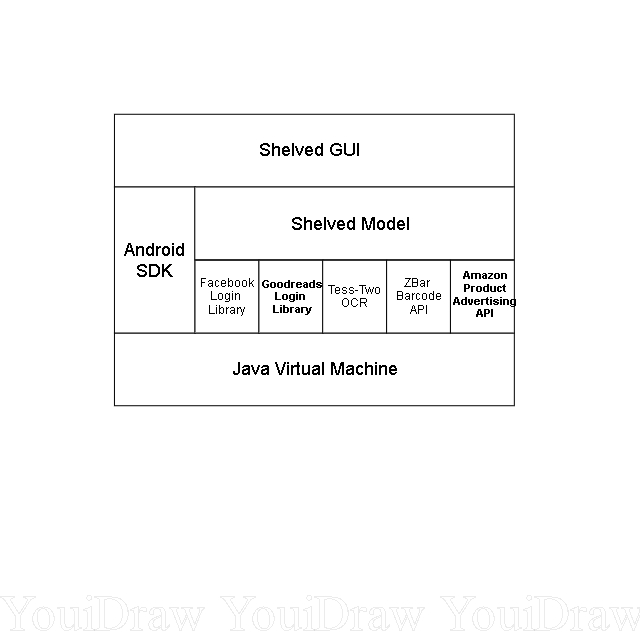 Shelved GUI
Android
SDK
Shelved Model
Facebook
Login
Library
Goodreads
Login
Library
Tess-Two
OCR
ZBar
Barcode
API
Amazon
Product
Advertising
API
Java Virtual Machine
YouiDraw YouiDraw YouiDraw